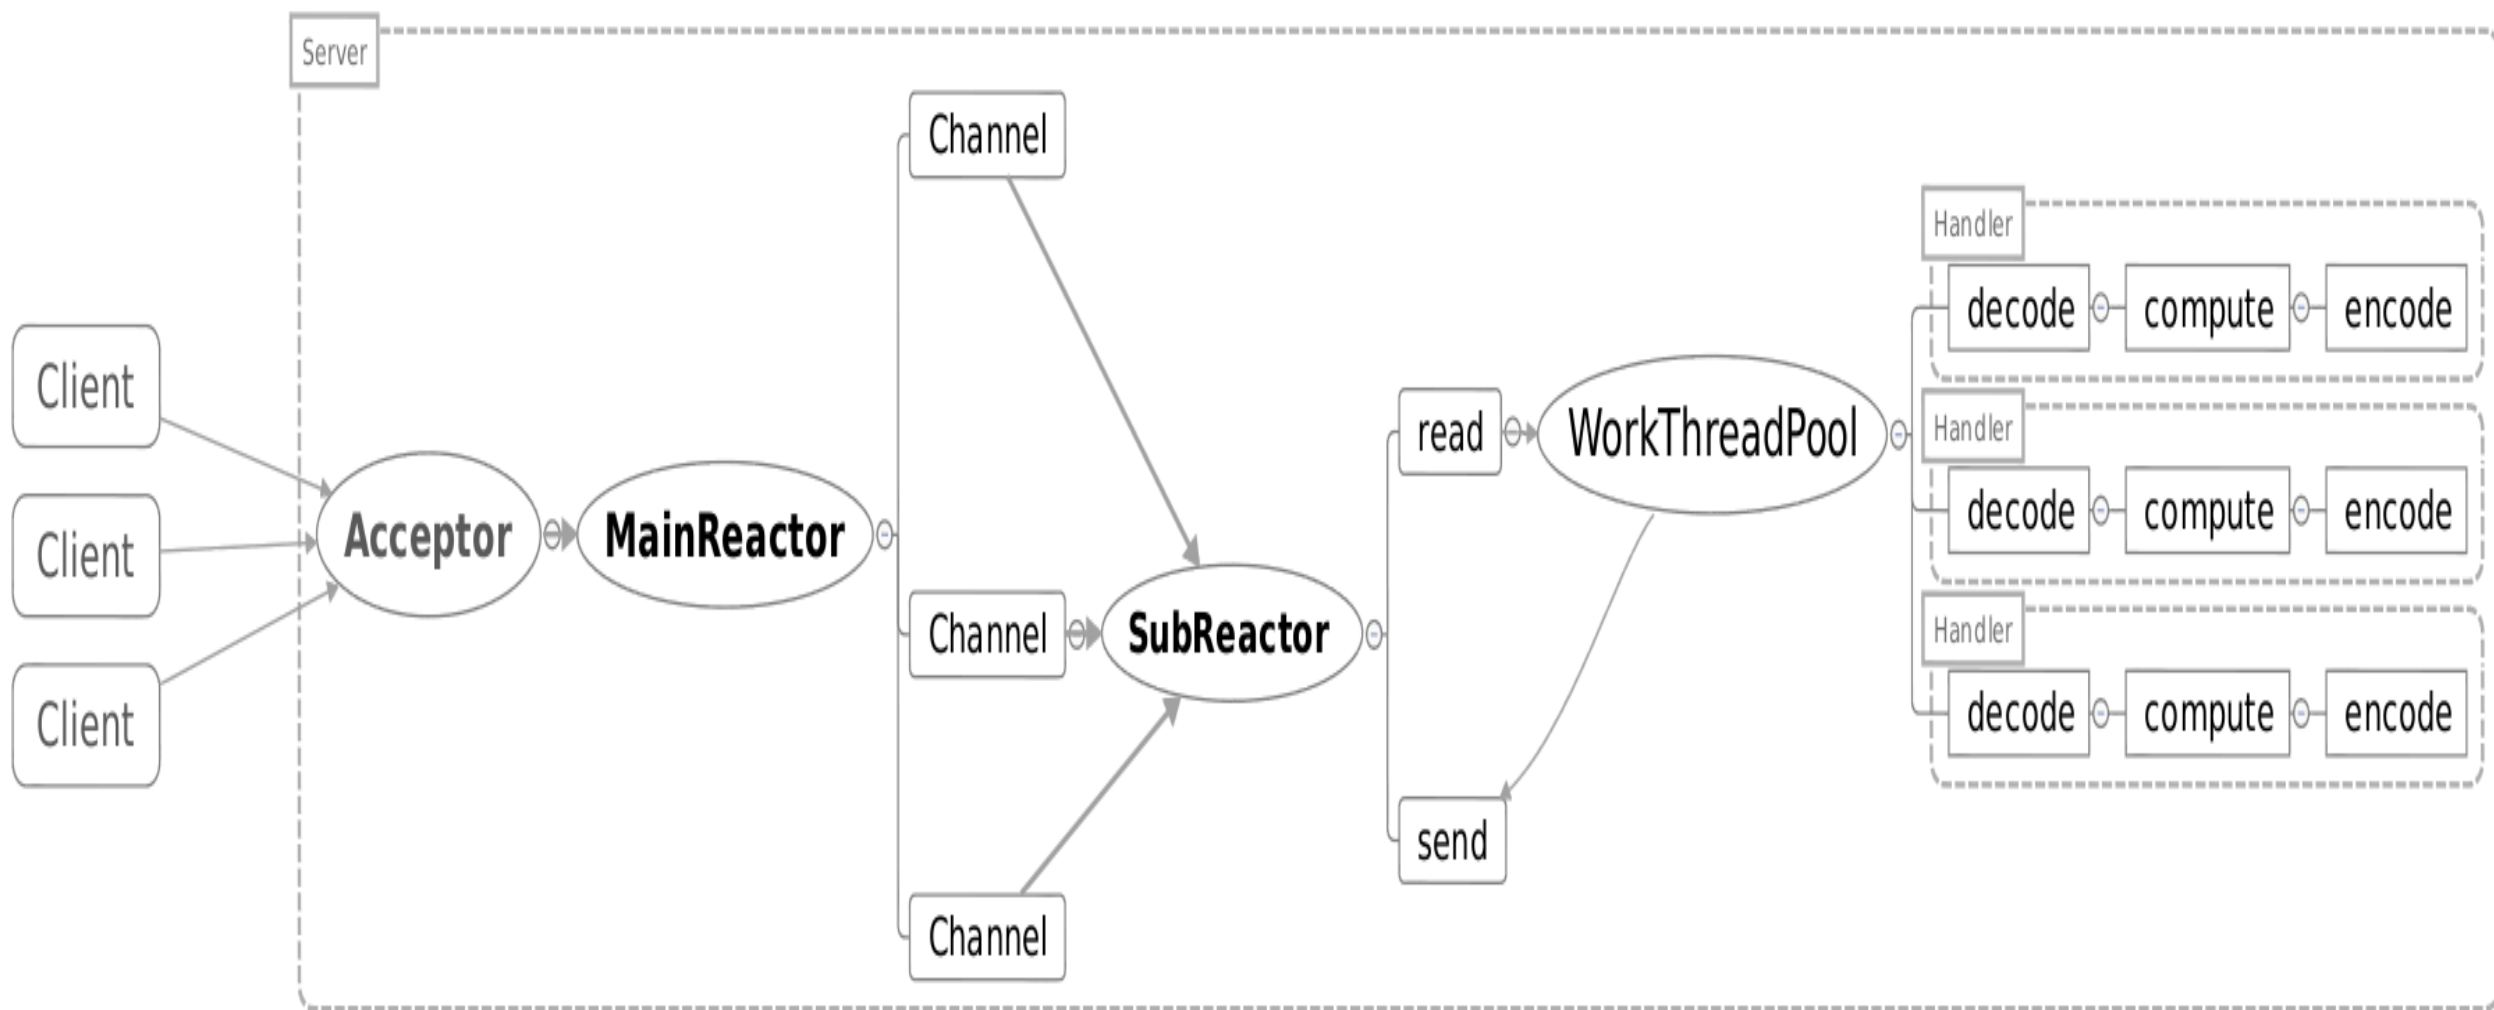 Server
Client
Client
Client
Acceptor
MainReactor
Channel
Channel
Channel
SubReactor
read
send
WorkThreadPool
Handler
decode compute encode
Handler
decode compute encode
Handler
decode compute encode